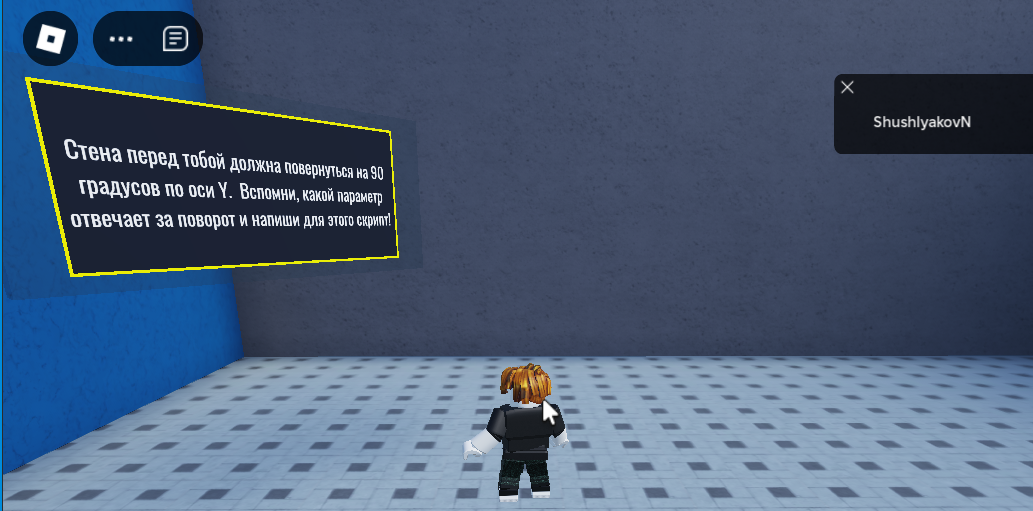 Стена перед тобой должна повернуться на 90
градусов по оси Y. Вспомни, какой параметр
отвечает за поворот и напиши для этого скрипт!
ShushlyakovN